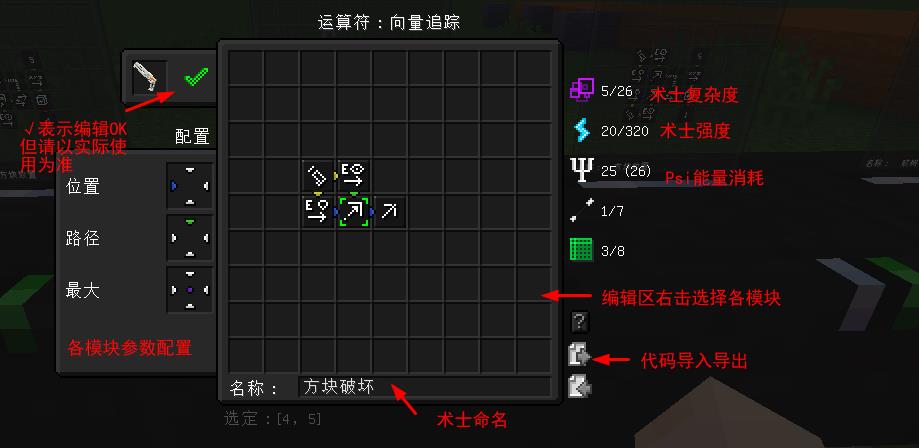 运算符：向量追踪
√表示编辑OK
但请以实际使
用为准
配置
位置
路径
最大
各模块参数配置
5/26 术士复杂度
20/320 术士强度
25 (26) Psi能量消耗
1/7
3/8
编辑区右击选择各模块
?
代码导入导出
名称： 方块破坏
选定：[4, 5]
术士命名